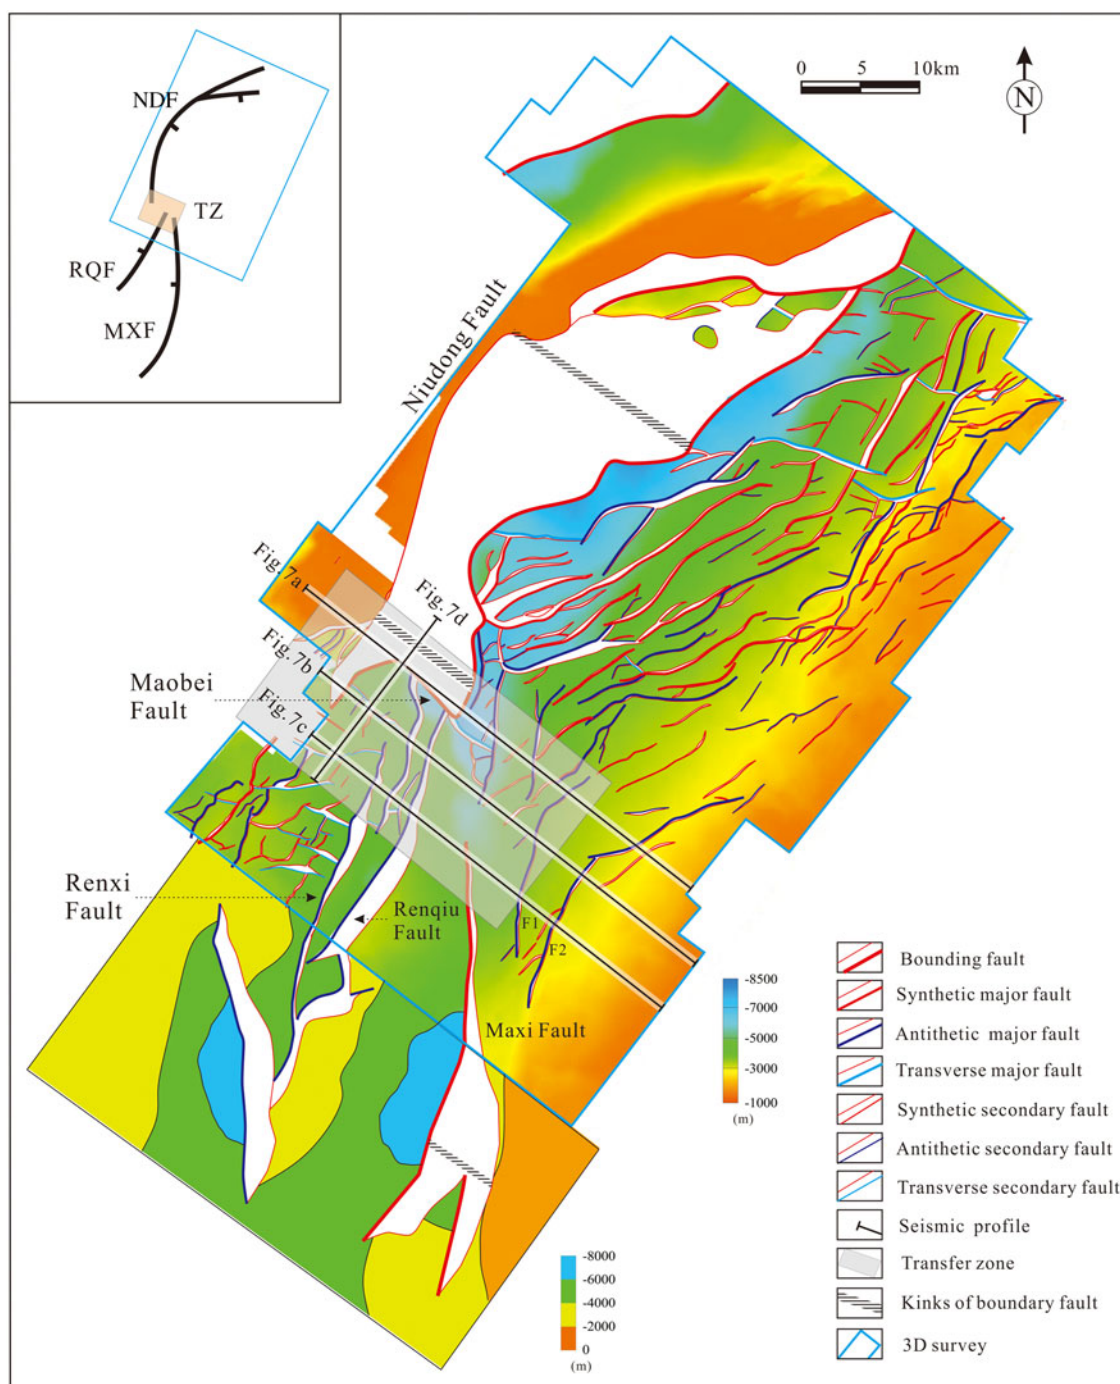 NDF
TZ
RQF
MXF
0 5 10km
N
Niudong Fault
Fig.7a
Fig.7d
Fig.7b
Fig.7c
Maobei
Fault
Renxi
Fault
Renqiu
Fault
F1
F2
Maxi Fault
-8500
-7000
-5000
-3000
-1000
(m)
-8000
-6000
-4000
-2000
0
(m)
Bounding fault
Synthetic major fault
Antithetic major fault
Transverse major fault
Synthetic secondary fault
Antithetic secondary fault
Transverse secondary fault
Seismic profile
Transfer zone
Kinks of boundary fault
3D survey